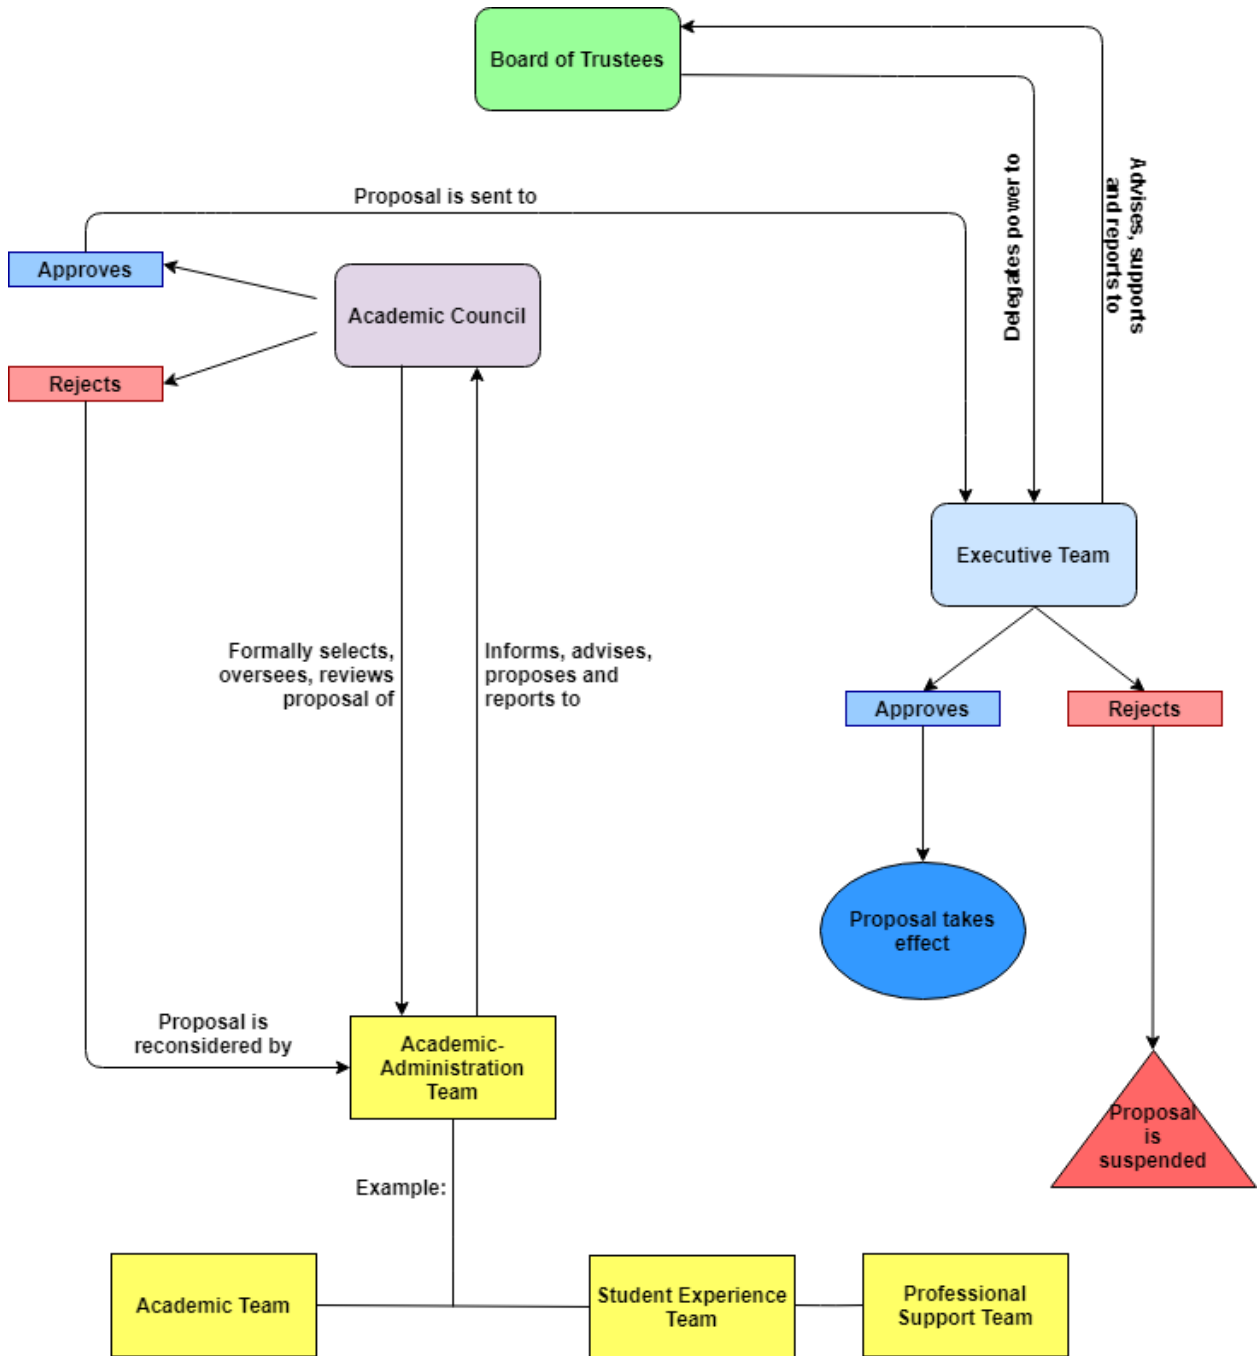 Board of Trustees
Delegates power to
Advises, supports
and reports to
Proposal is sent to
Approves
Academic Council
Rejects
Executive Team
Formally selects,
oversees, reviews
proposal of
Informs, advises,
proposes and
reports to
Approves
Rejects
Proposal takes
effect
Proposal is
reconsidered by
Academic-
Administration
Team
Proposal
is
suspended
Example:
Academic Team
Student Experience
Team
Professional
Support Team